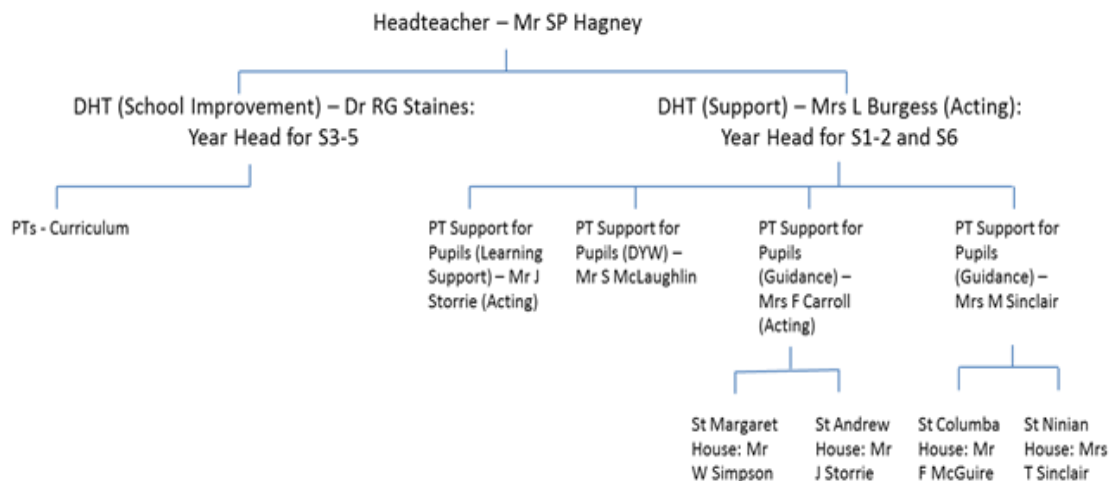 Headteacher – Mr SP Hagney
DHT (School Improvement) – Dr RG Staines:
Year Head for S3-5
DHT (Support) – Mrs L Burgess (Acting):
Year Head for S1-2 and S6
PTs - Curriculum
PT Support for
Pupils (Learning
Support) – Mr J
Storrie (Acting)
PT Support for
Pupils (DYW) –
Mr S McLaughlin
PT Support for
Pupils
(Guidance) –
Mrs F Carroll
(Acting)
PT Support for
Pupils
(Guidance) –
Mrs M Sinclair
St Margaret
House: Mr
W Simpson
St Andrew
House: Mr
J Storrie
St Columba
House: Mr
F McGuire
St Ninian
House: Mrs
T Sinclair